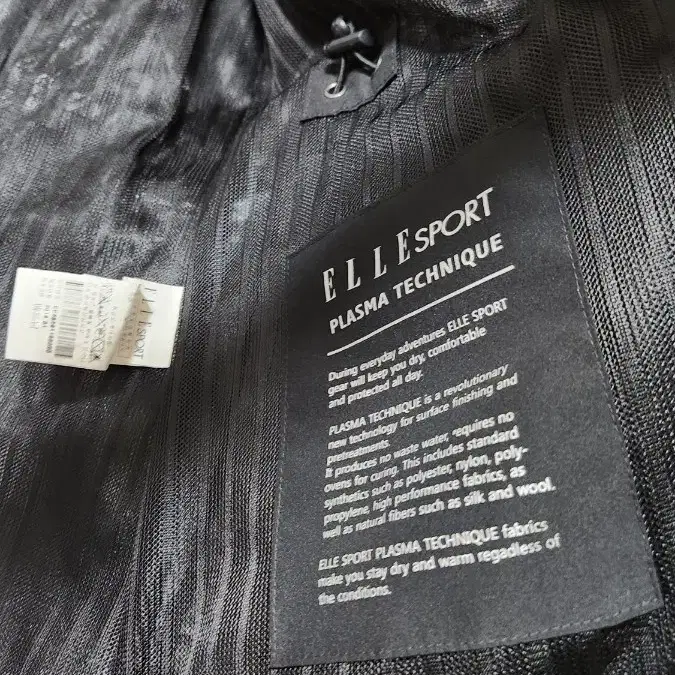 ELLE SPORT
PLASMA TECHNIQUE
During everyday adventures ELLE SPORT
gear will keep you dry, comfortable
and protected all day.
PLASMA TECHNIQUE is a revolutionary
new technology for surface finishing and
pretreatments.
It produces no waste water, requires no
ovens for curing. This includes standard
synthetics such as polyester, nylon, poly-
propylene, high performance fabrics, as
well as natural fibers such as silk and wool.
ELLE SPORT PLASMA TECHNIQUE fabrics
make you stay dry and warm regardless of
the conditions.
ELLE SPORT